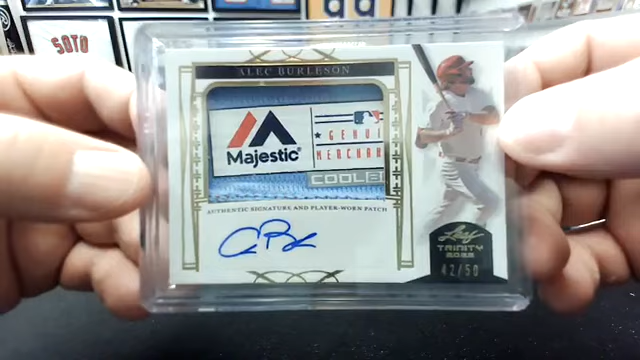 SOTO
ALEC BURLESON
Majestic
GENUI
MERCHAN
COOL B
AUTHENTIC SIGNATURE AND PLAYER-WORN PATCH
Leaf
TRINITY
2022
42/50